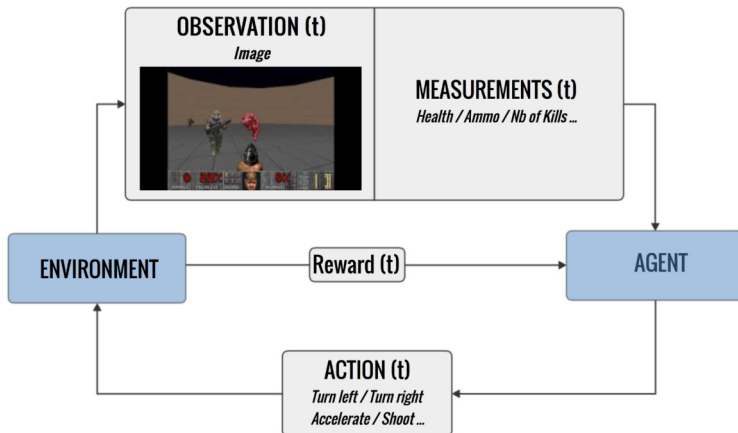 OBSERVATION (t)
Image
MEASUREMENTS (t)
Health / Ammo / Nb of Kills ...
ENVIRONMENT
Reward (t)
AGENT
ACTION (t)
Turn left / Turn right
Accelerate / Shoot ...